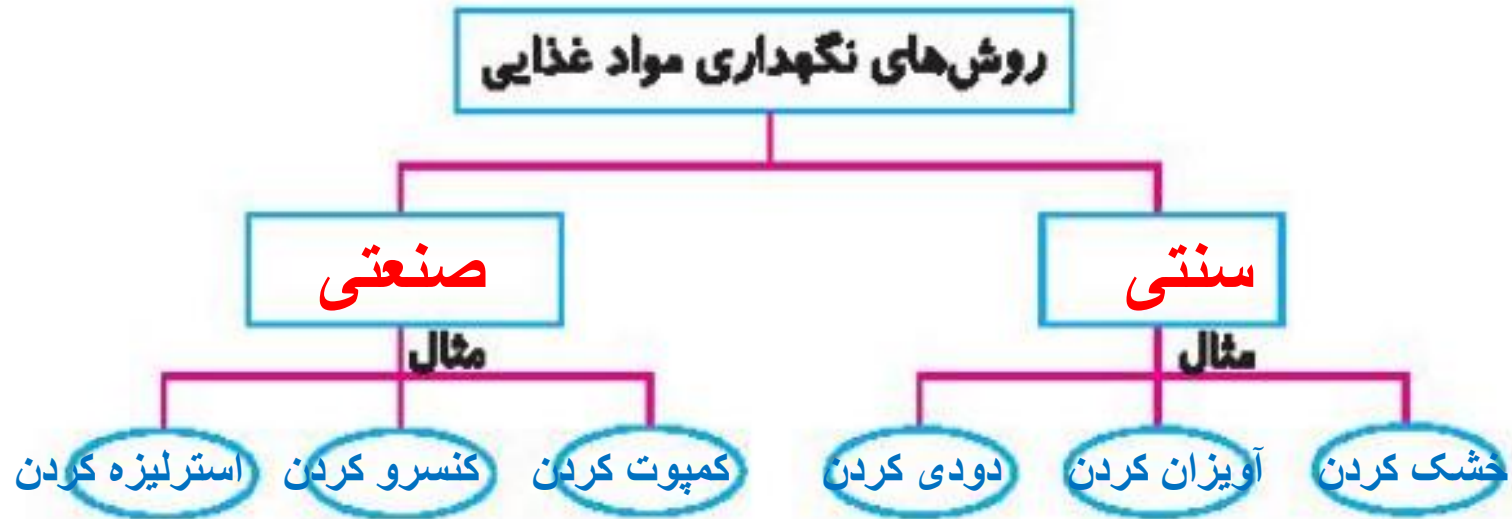 روش‌های نگهداری مواد غذایی
سنتی
صنعتی
مثال
مثال
خشک کردن
آویزان کردن
دودی کردن
کمپوت کردن
کنسرو کردن
استرلیزه کردن